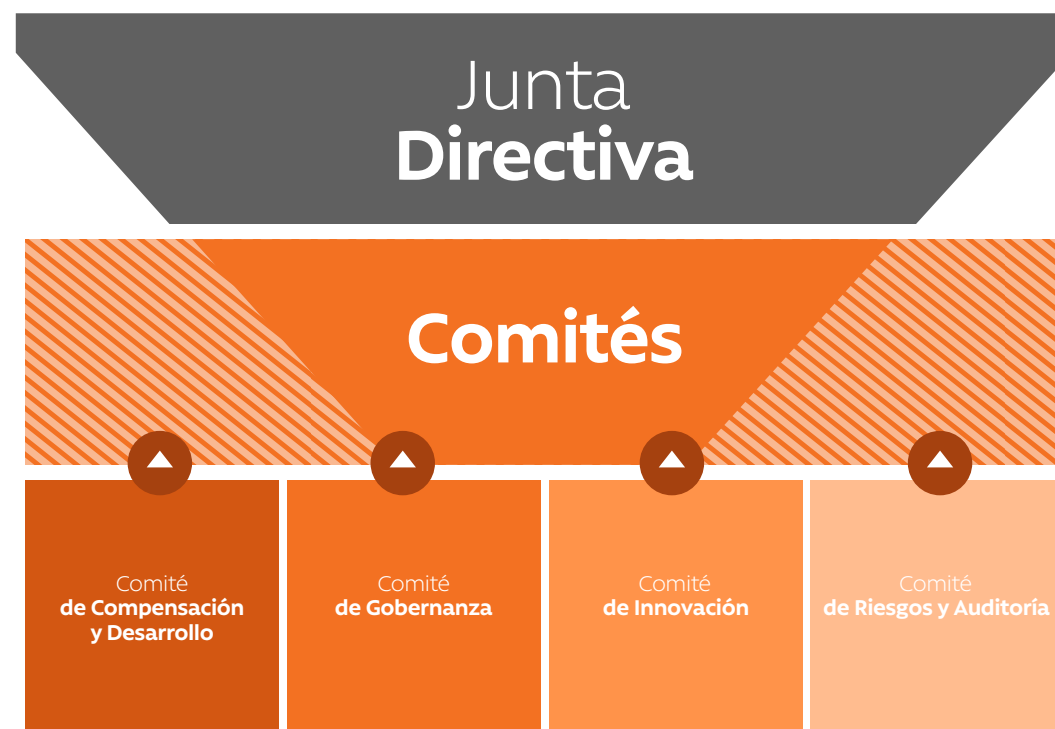 Junta
Directiva
Comités
Comité
de Compensación
y Desarrollo
Comité
de Gobernanza
Comité
de Innovación
Comité
de Riesgos y Auditoría